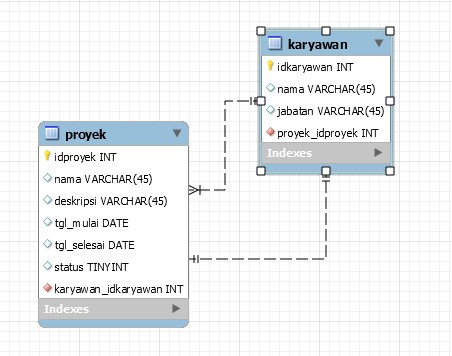 karyawan
idkaryawan INT
nama VARCHAR(45)
jabatan VARCHAR(45)
proyek_idproyek INT
Indexes
proyek
idproyek INT
nama VARCHAR(45)
deskripsi VARCHAR(45)
tgl_mulai DATE
tgl_selesai DATE
status TINYINT
karyawan_idkaryawan INT
Indexes